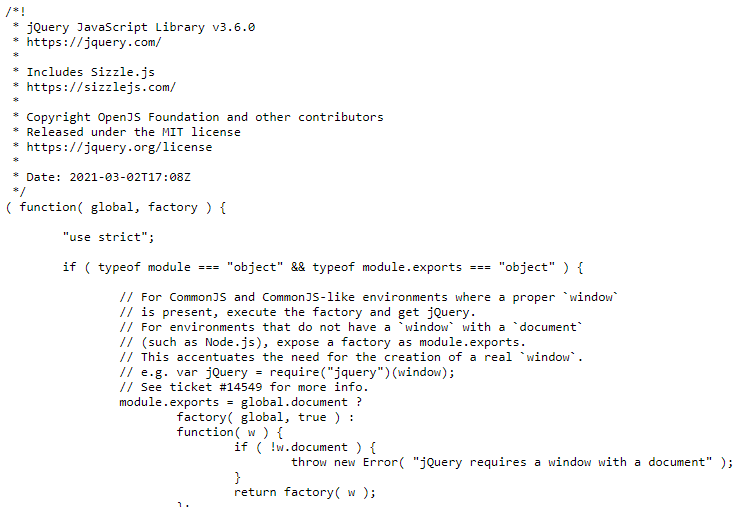 /*!
 * jQuery JavaScript Library v3.6.0
 * https://jquery.com/
 *
 * Includes Sizzle.js
 * https://sizzlejs.com/
 *
 * Copyright OpenJS Foundation and other contributors
 * Released under the MIT license
 * https://jquery.org/license
 *
 * Date: 2021-03-02T17:08Z
 */
( function( global, factory ) {

	"use strict";

	if ( typeof module === "object" && typeof module.exports === "object" ) {

		// For CommonJS and CommonJS-like environments where a proper `window`
		// is present, execute the factory and get jQuery.
		// For environments that do not have a `window` with a `document`
		// (such as Node.js), expose a factory as module.exports.
		// This accentuates the need for the creation of a real `window`.
		// e.g. var jQuery = require("jquery")(window);
		// See ticket #14549 for more info.
		module.exports = global.document ?
			factory( global, true ) :
			function( w ) {
				if ( !w.document ) {
					throw new Error( "jQuery requires a window with a document" );
				}
				return factory( w );
			};